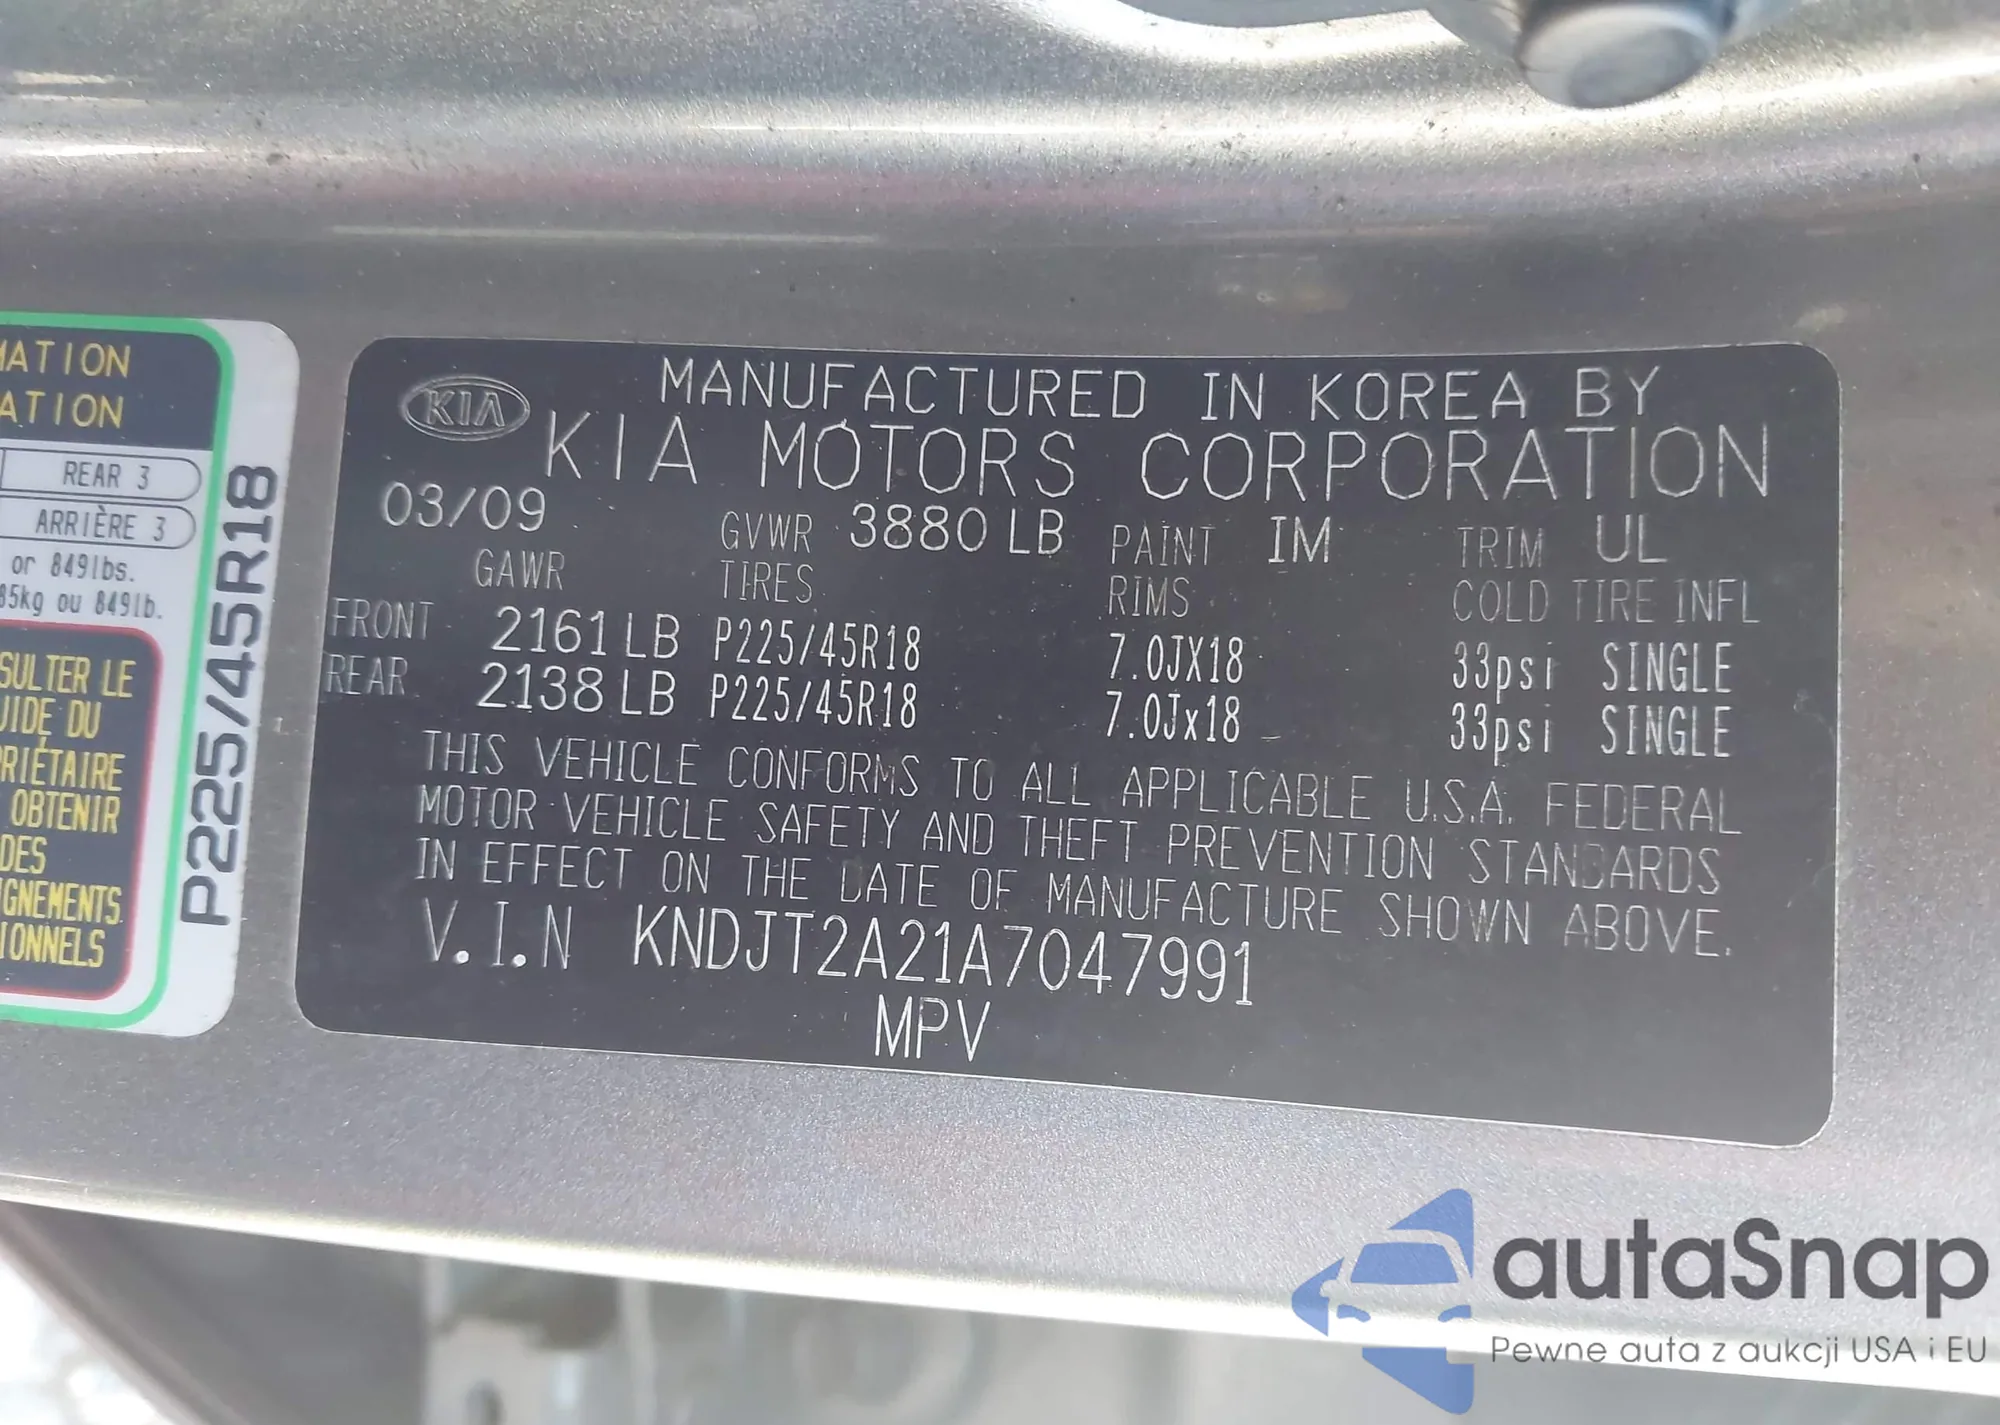 MATION
ATION
REAR 3
ARRIÈRE 3
or 849lbs.
85kg ou 849lb.
SULTER LE
UIDE DU
PRIÉTAIRE
OBTENIR
DES
IGNEMENTS
IONNELS
P225/45R18
KIA
MANUFACTURED IN KOREA BY
KIA MOTORS CORPORATION
03/09 GVWR 3880 LB PAINT IM TRIM UL
GAWR TIRES RIMS COLD TIRE INFL
FRONT 2161 LB P225/45R18 7.0JX18 33psi SINGLE
REAR 2138 LB P225/45R18 7.0Jx18 33psi SINGLE
THIS VEHICLE CONFORMS TO ALL APPLICABLE U.S.A. FEDERAL
MOTOR VEHICLE SAFETY AND THEFT PREVENTION STANDARDS
IN EFFECT ON THE DATE OF MANUFACTURE SHOWN ABOVE.
V.I.N KNDJT2A21A7047991
MPV
autaSnap
Pewne auta z aukcji USA i EU